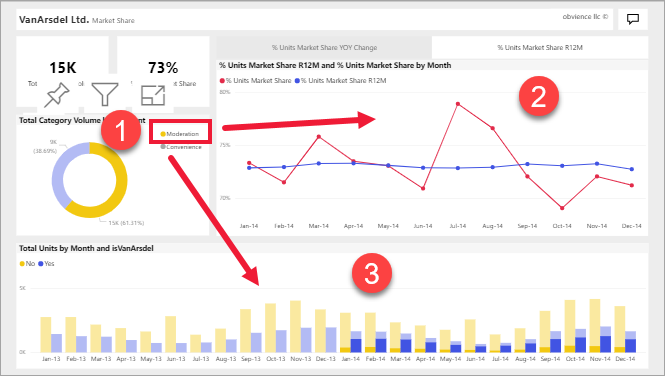 VanArsdel Ltd. Market Share
obvience llc ©
15K
73%
Share
% Units Market Share YOY Change
% Units Market Share R12M
% Units Market Share R12M and % Units Market Share by Month
% Units Market Share % Units Market Share R12M
80%
75%
70%
Jan-14 Feb-14 Mar-14 Apr-14 May-14 Jun-14 Jul-14 Aug-14 Sep-14 Oct-14 Nov-14 Dec-14
2
Total Category Volume
1
Moderation
Convenience
9K
(38.69%)
15K (61.31%)
Total Units by Month and isVanArsdel
No Yes
3
5K
0K
Jan-13 Feb-13 Mar-13 Apr-13 May-13 Jun-13 Jul-13 Aug-13 Sep-13 Oct-13 Nov-13 Dec-13 Jan-14 Feb-14 Mar-14 Apr-14 May-14 Jun-14 Jul-14 Aug-14 Sep-14 Oct-14 Nov-14 Dec-14